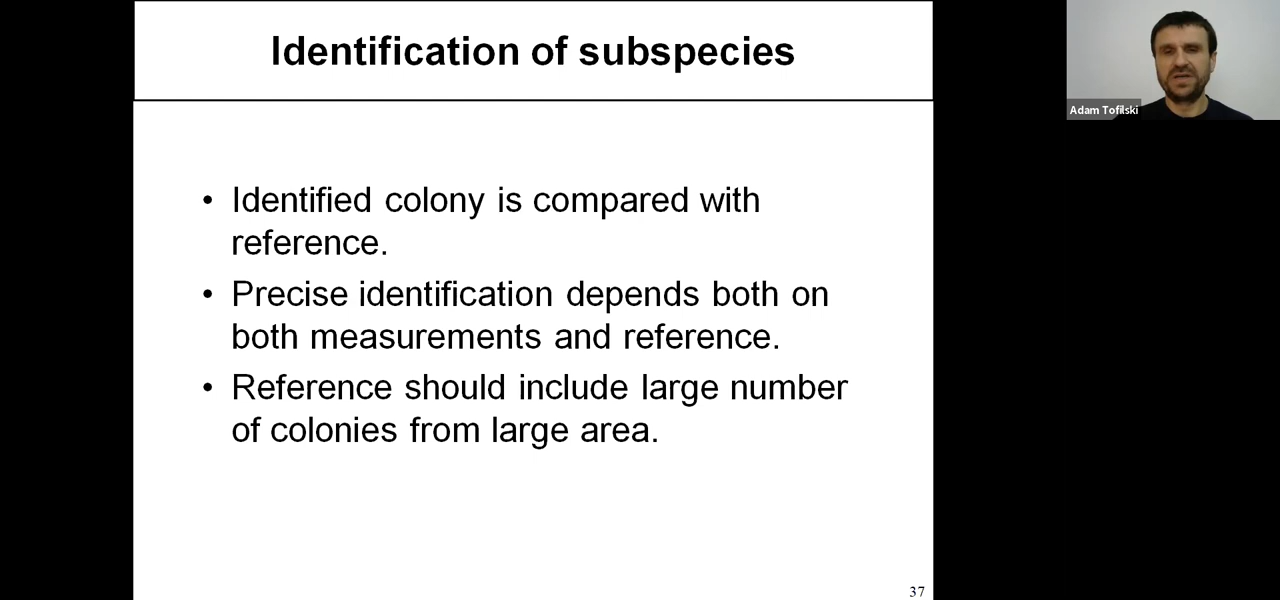 Identification of subspecies
Adam Tofilski
• Identified colony is compared with
reference.
• Precise identification depends both on
both measurements and reference.
• Reference should include large number
of colonies from large area.
37